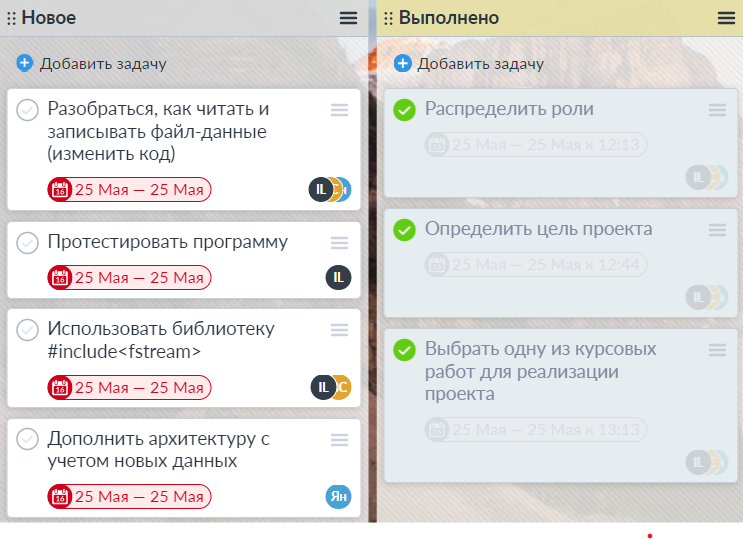 Новое
Добавить задачу
Разобраться, как читать и
записывать файл-данные
(изменить код)
16 25 Мая — 25 Мая
IL С н
Протестировать программу
16 25 Мая — 25 Мая
IL
Использовать библиотеку
#include<fstream>
16 25 Мая — 25 Мая
IL С
Дополнить архитектуру с
учетом новых данных
16 25 Мая — 25 Мая
Ян
Выполнено
Добавить задачу
Распределить роли
25 Мая — 25 Мая к 12:13
IL
Определить цель проекта
25 Мая — 25 Мая к 12:44
IL
Выбрать одну из курсовых
работ для реализации
проекта
25 Мая — 25 Мая к 13:13
IL